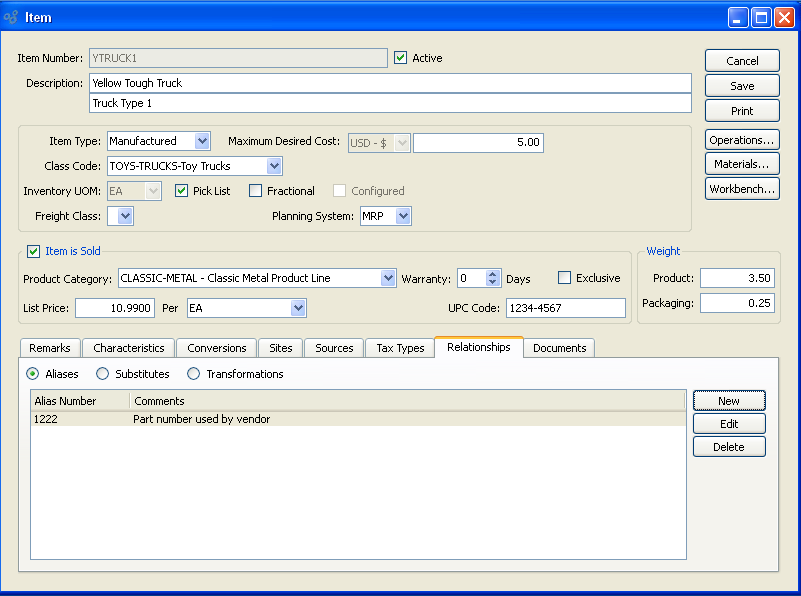 Item
Item Number: YTRUCK1 Active Cancel
Description: Yellow Tough Truck Save
Truck Type 1 Print
Item Type: Manufactured Maximum Desired Cost: USD - $ 5.00 Operations...
Class Code: TOYS-TRUCKS-Toy Trucks Materials...
Inventory UOM: EA Pick List Fractional Configured Workbench...
Freight Class: Planning System: MRP
Item is Sold Weight
Product Category: CLASSIC-METAL - Classic Metal Product Line Warranty: 0 Days Exclusive Product: 3.50
List Price: 10.9900 Per EA UPC Code: 1234-4567 Packaging: 0.25
Remarks Characteristics Conversions Sites Sources Tax Types Relationships Documents
Aliases Substitutes Transformations
Alias Number Comments New
1222 Part number used by vendor Edit
Delete